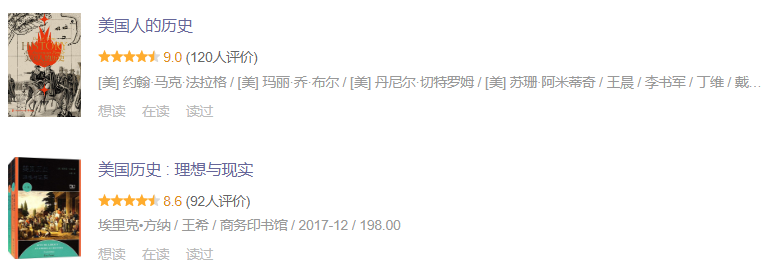 美国人的历史
9.0 (120人评价)
[美] 约翰·马克·法拉格 / [美] 玛丽·乔·布尔 / [美] 丹尼尔·切特罗姆 / [美] 苏珊·阿米蒂奇 / 王晨 / 李书军 / 丁维 / 戴...
想读 在读 读过
美国历史 : 理想与现实
8.6 (92人评价)
埃里克•方纳 / 王希 / 商务印书馆 / 2017-12 / 198.00
想读 在读 读过